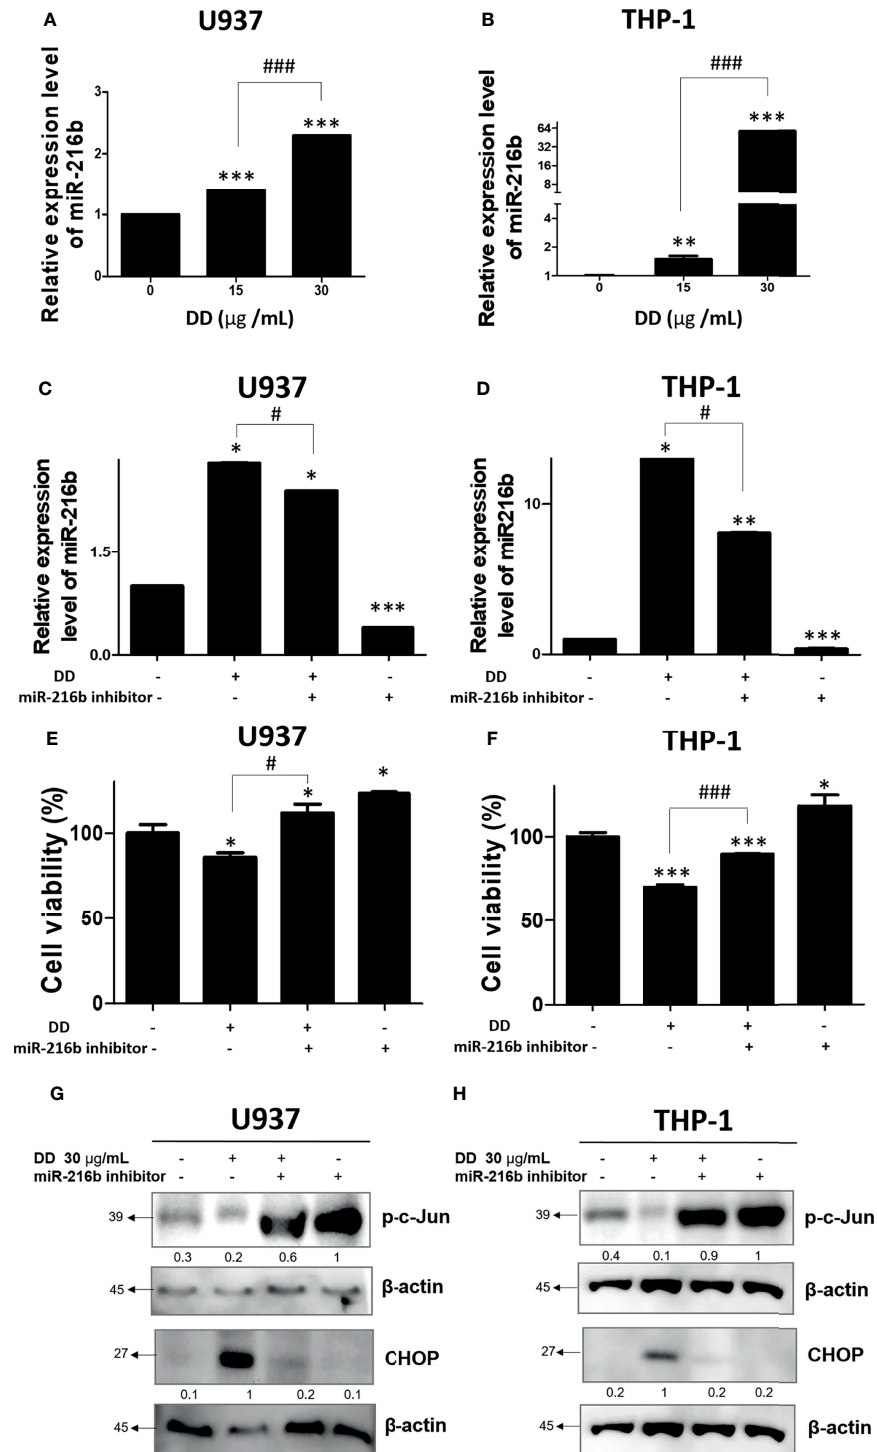 A
U937
Relative expression level
of miR-216b
3
2
1
0
***
***
###
0 15 30
DD (µg /mL)
B
THP-1
Relative expression level
of miR-216b
64
32
16
8
4
2
1
**
***
###
0 15 30
DD (µg /mL)
C
U937
Relative expression
level of miR-216b
1.5
0.0
*
#
*
***
DD - + + -
miR-216b inhibitor - - + +
D
THP-1
Relative expression
level of miR216b
10
0
*
#
**
***
DD - + + -
miR-216b inhibitor - - + +
E
U937
Cell viability (%)
100
50
0
*
#
*
*
DD - + + -
miR-216b inhibitor - - + +
F
THP-1
Cell viability (%)
100
50
0
***
###
***
*
DD - + + -
miR-216b inhibitor - - + +
G
U937
DD 30 µg/mL - + + -
miR-216b inhibitor - - + +
39 p-c-Jun
0.3 0.2 0.6 1
45 β-actin
27 CHOP
0.1 1 0.2 0.1
45 β-actin
H
THP-1
DD 30 µg/mL - + + -
miR-216b inhibitor - - + +
39 p-c-Jun
0.4 0.1 0.9 1
45 β-actin
27 CHOP
0.2 1 0.2 0.2
45 β-actin